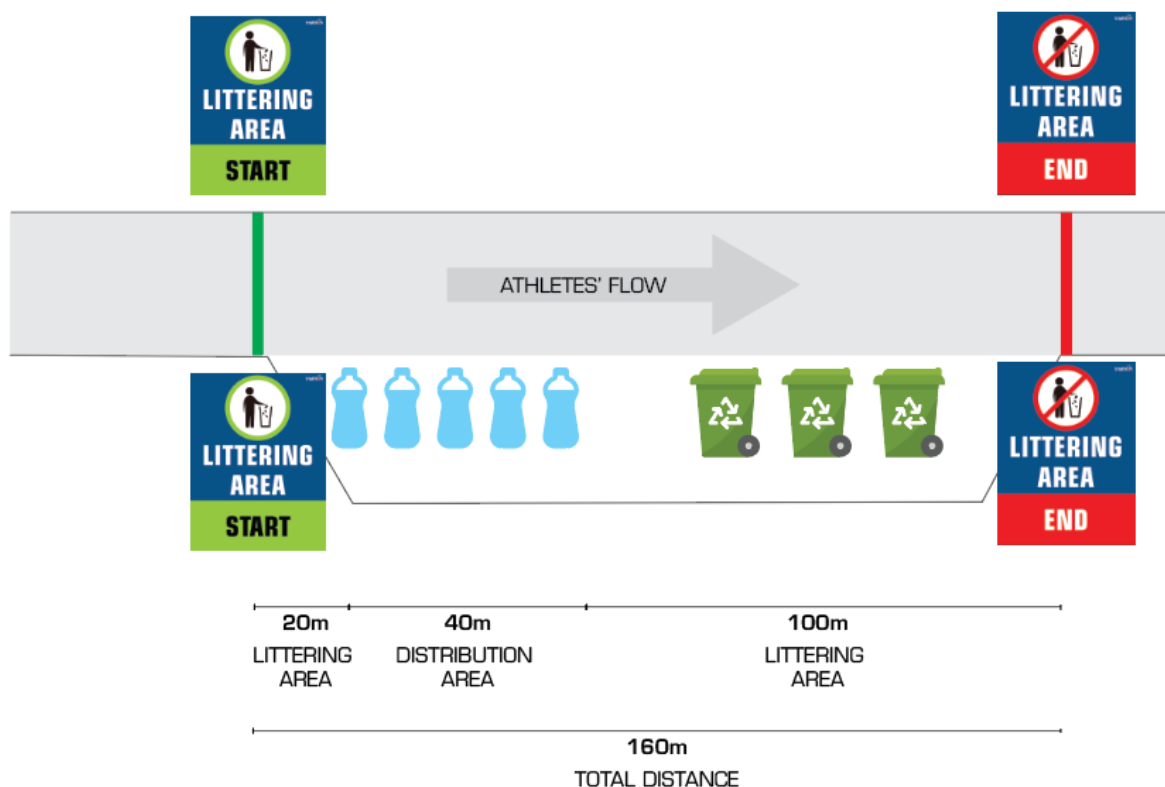 LITTERING
AREA
START
LITTERING
AREA
END
ATHLETES' FLOW
LITTERING
AREA
START
LITTERING
AREA
END
20m
LITTERING
AREA
40m
DISTRIBUTION
AREA
100m
LITTERING
AREA
160m
TOTAL DISTANCE